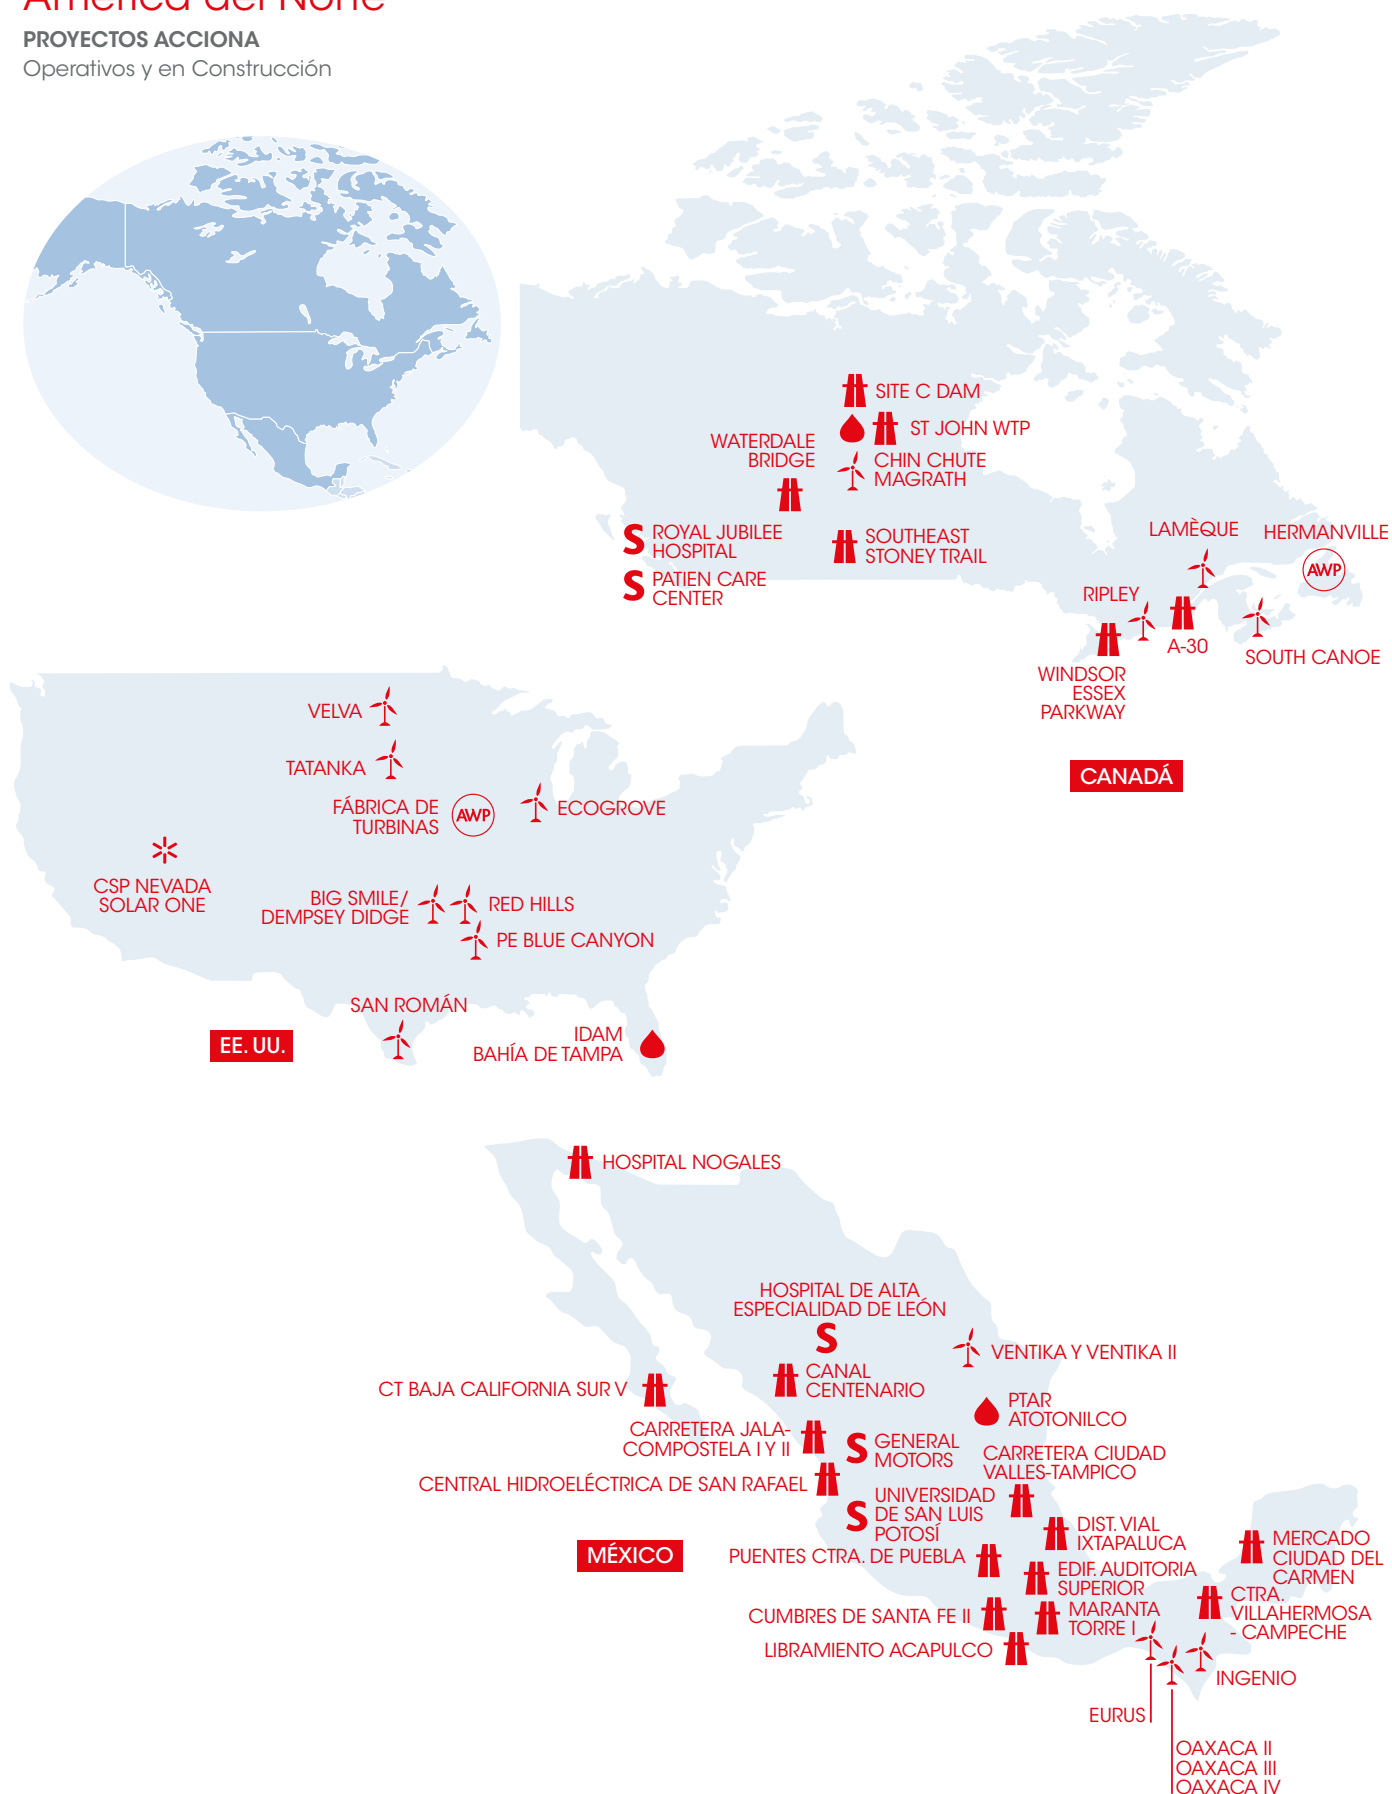 América del Norte
PROYECTOS ACCIONA
Operativos y en Construcción
SITE C DAM
ST JOHN WTP
WATERDALE
BRIDGE
CHIN CHUTE
MAGRATH
S ROYAL JUBILEE
HOSPITAL
S PATIEN CARE
CENTER
SOUTHEAST
STONEY TRAIL
LAMÈQUE
HERMANVILLE
AWP
RIPLEY
A-30
SOUTH CANOE
WINDSOR
ESSEX
PARKWAY
CANADÁ
VELVA
TATANKA
FÁBRICA DE
TURBINAS
AWP
ECOGROVE
CSP NEVADA
SOLAR ONE
BIG SMILE/
DEMPSEY DIDGE
RED HILLS
PE BLUE CANYON
SAN ROMÁN
EE. UU.
IDAM
BAHÍA DE TAMPA
HOSPITAL NOGALES
HOSPITAL DE ALTA
ESPECIALIDAD DE LEÓN
S
VENTIKA Y VENTIKA II
CT BAJA CALIFORNIA SUR V
CANAL
CENTENARIO
PTAR
ATOTONILCO
CARRETERA JALA-
COMPOSTELA I Y II
S GENERAL
MOTORS
CARRETERA CIUDAD
VALLES-TAMPICO
CENTRAL HIDROELÉCTRICA DE SAN RAFAEL
S UNIVERSIDAD
DE SAN LUIS
POTOSÍ
DIST. VIAL
IXTAPALUCA
MÉXICO
PUENTES CTRA. DE PUEBLA
MERCADO
CIUDAD DEL
CARMEN
EDIF. AUDITORIA
SUPERIOR
CTRA.
VILLAHERMOSA
- CAMPECHE
CUMBRES DE SANTA FE II
MARANTA
TORRE I
LIBRAMIENTO ACAPULCO
INGENIO
EURUS
OAXACA II
OAXACA III
OAXACA IV